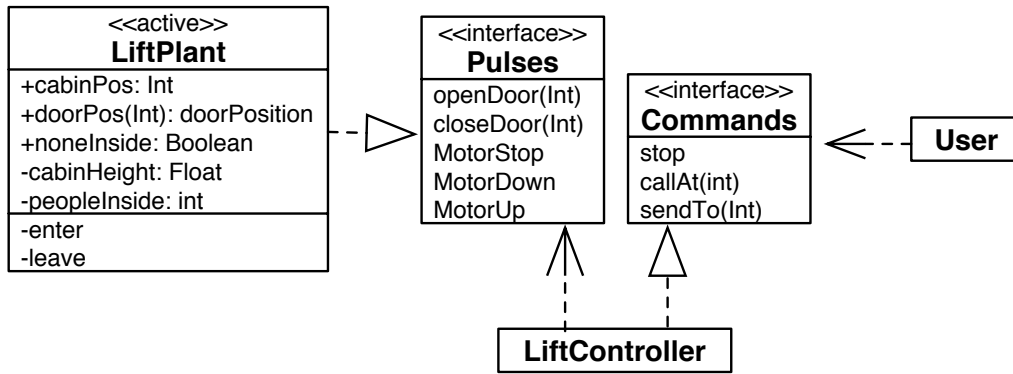 <<active>>
LiftPlant
+cabinPos: Int
+doorPos(Int): doorPosition
+noneInside: Boolean
-cabinHeight: Float
-peopleInside: int
-enter
-leave
<<interface>>
Pulses
openDoor(Int)
closeDoor(Int)
MotorStop
MotorDown
MotorUp
<<interface>>
Commands
stop
callAt(int)
sendTo(Int)
User
LiftController